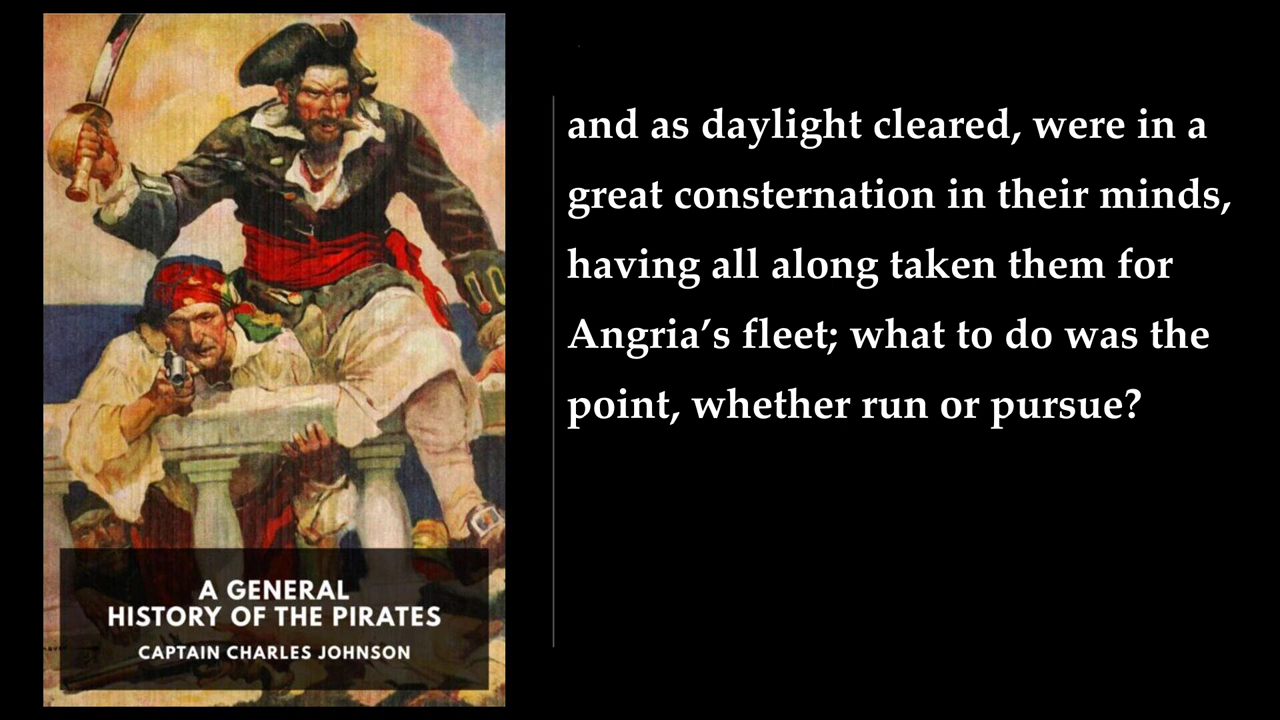 and as daylight cleared, were in a
great consternation in their minds,
having all along taken them for
Angria’s fleet; what to do was the
point, whether run or pursue?
A GENERAL
HISTORY OF THE PIRATES
CAPTAIN CHARLES JOHNSON